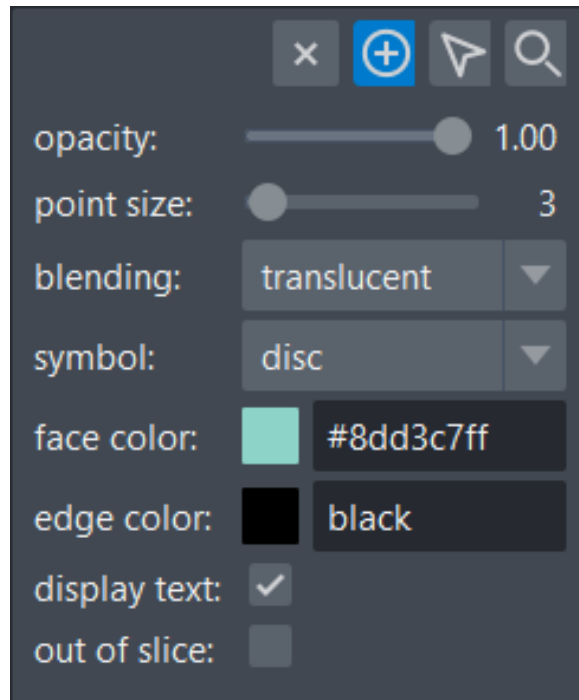 opacity: 1.00
point size: 3
blending: translucent
symbol: disc
face color: #8dd3c7ff
edge color: black
display text:
out of slice: